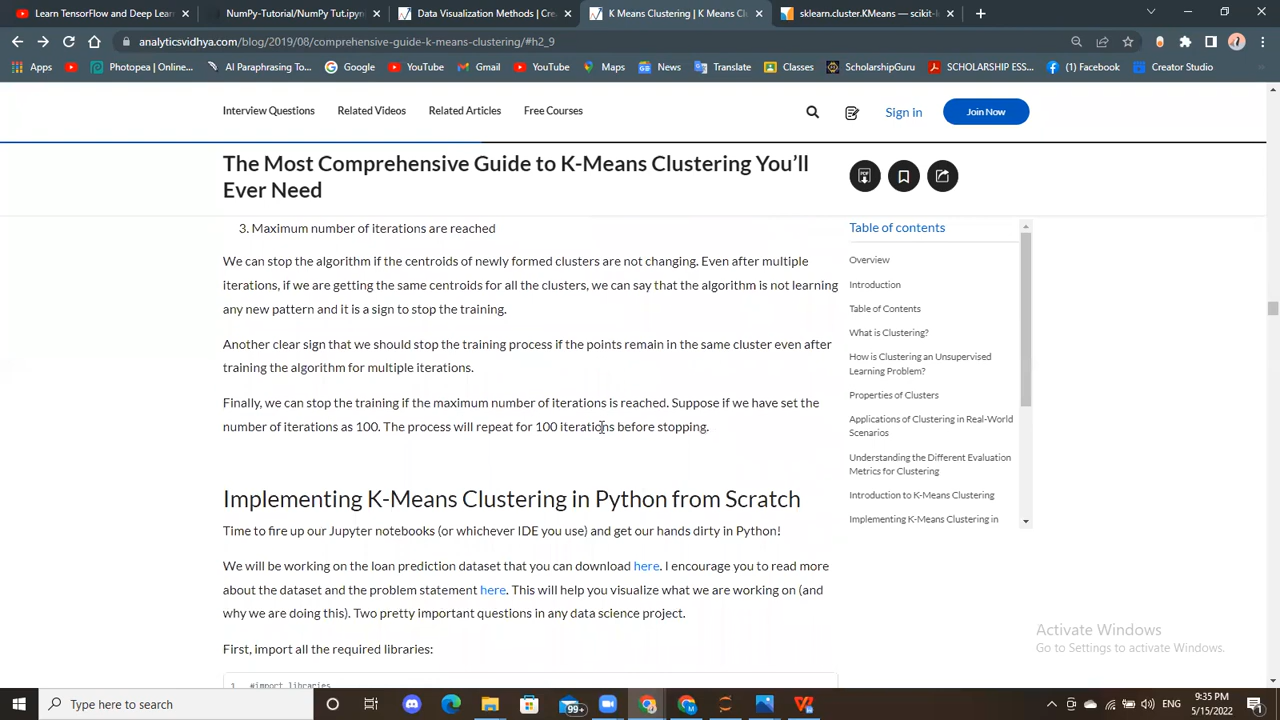 Learn TensorFlow and Deep Lear
NumPy-Tutorial/NumPy Tut.ipynb
Data Visualization Methods | Cre
K Means Clustering | K Means Clu
sklearn.cluster.KMeans — scikit-l
analyticsvidhya.com/blog/2019/08/comprehensive-guide-k-means-clustering/#h2_9
Apps
Photopea | Online...
AI Paraphrasing To...
Google
YouTube
Gmail
YouTube
Maps
News
Translate
Classes
ScholarshipGuru
SCHOLARSHIP ESS...
(1) Facebook
Creator Studio
Interview Questions
Related Videos
Related Articles
Free Courses
Sign in
Join Now
The Most Comprehensive Guide to K-Means Clustering You’ll
Ever Need
PDF
3. Maximum number of iterations are reached
We can stop the algorithm if the centroids of newly formed clusters are not changing. Even after multiple
iterations, if we are getting the same centroids for all the clusters, we can say that the algorithm is not learning
any new pattern and it is a sign to stop the training.
Another clear sign that we should stop the training process if the points remain in the same cluster even after
training the algorithm for multiple iterations.
Finally, we can stop the training if the maximum number of iterations is reached. Suppose if we have set the
number of iterations as 100. The process will repeat for 100 iterations before stopping.
Implementing K-Means Clustering in Python from Scratch
Time to fire up our Jupyter notebooks (or whichever IDE you use) and get our hands dirty in Python!
We will be working on the loan prediction dataset that you can download here. I encourage you to read more
about the dataset and the problem statement here. This will help you visualize what we are working on (and
why we are doing this). Two pretty important questions in any data science project.
First, import all the required libraries:
1 #import libraries
Table of contents
Overview
Introduction
Table of Contents
What is Clustering?
How is Clustering an Unsupervised
Learning Problem?
Properties of Clusters
Applications of Clustering in Real-World
Scenarios
Understanding the Different Evaluation
Metrics for Clustering
Introduction to K-Means Clustering
Implementing K-Means Clustering in
Activate Windows
Go to Settings to activate Windows.
Type here to search
99+
9:35 PM
5/15/2022